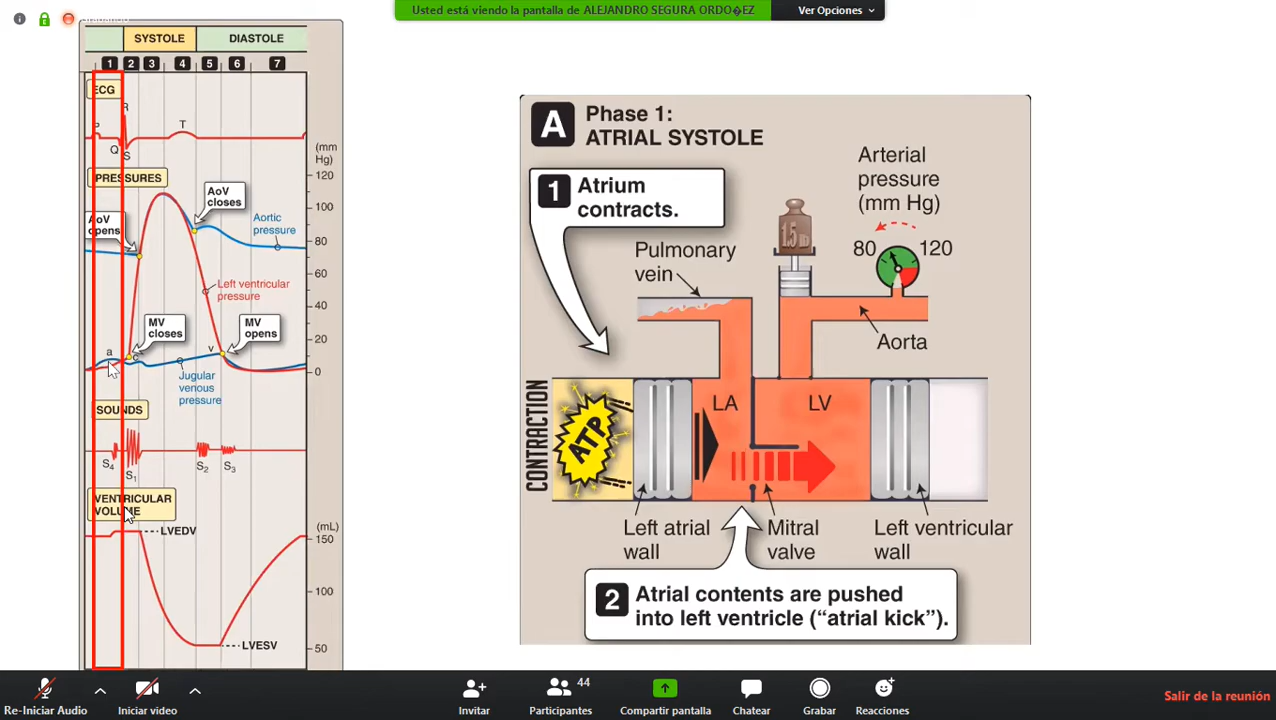 Grabando
Usted está viendo la pantalla de ALEJANDRO SEGURA ORDO�EZ
Ver Opciones
SYSTOLE
DIASTOLE
1 2 3 4 5 6 7
ECG
P
R
Q
S
T
(mm
Hg)
PRESSURES
120
100
80
60
40
20
0
AoV
opens
AoV
closes
Aortic
pressure
Left ventricular
pressure
MV
closes
MV
opens
a
c
v
Jugular
venous
pressure
SOUNDS
S4
S1
S2
S3
VENTRICULAR
VOLUME
LVEDV
(mL)
150
100
50
LVESV
A
Phase 1:
ATRIAL SYSTOLE
1
Atrium
contracts.
Arterial
pressure
(mm Hg)
80
120
Pulmonary
vein
1.5
Aorta
CONTRACTION
ATP
LA
LV
Left atrial
wall
Mitral
valve
Left ventricular
wall
2
Atrial contents are pushed
into left ventricle (“atrial kick”).
Re-Iniciar Audio
Iniciar video
Invitar
44
Participantes
Compartir pantalla
Chatear
Grabar
Reacciones
Salir de la reunión